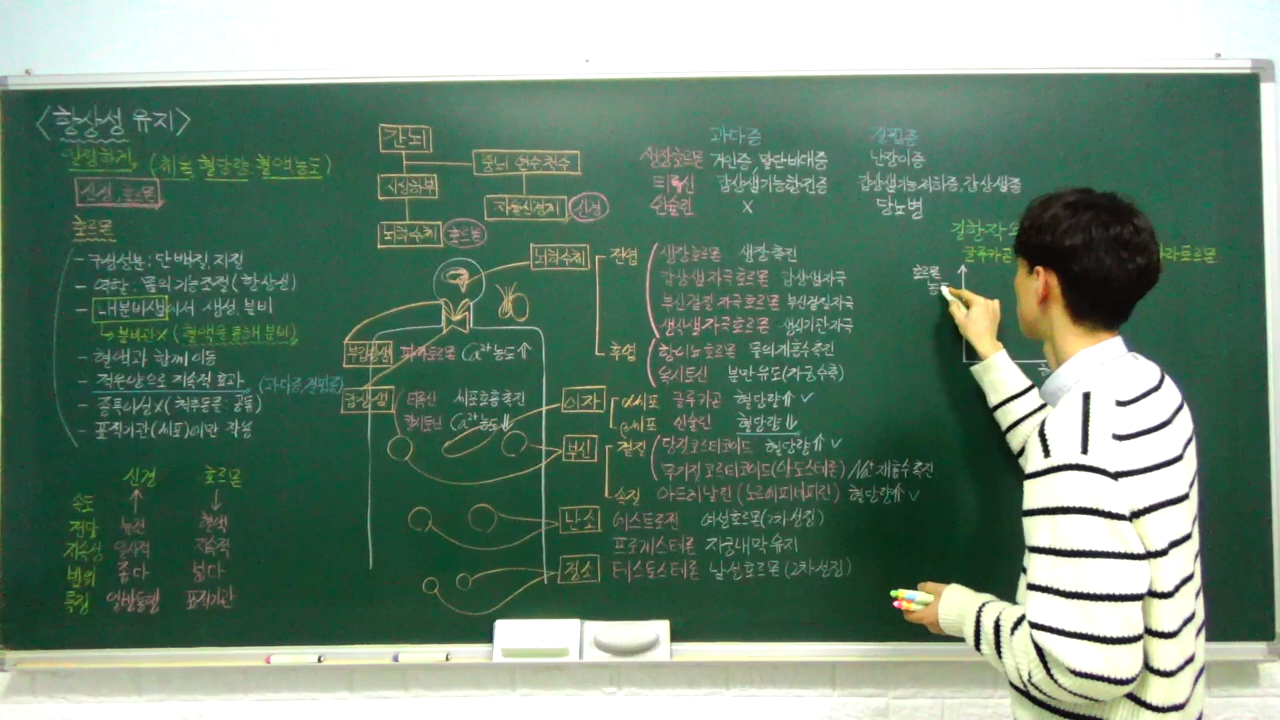 <항상성 유지>
일정하게, (체온, 혈당량, 혈액농도)
신경, 호르몬
호르몬
- 구성성분: 단백질, 지질
- 역할: 몸의 기능조절 (항상성)
- 내분비샘에서 생성, 분비
↳ 분비관X (혈액을 통해 분비)
- 혈액과 함께 이동
- 적은양으로 지속적 효과 (과다증, 결핍증)
- 종특이성X (척추동물: 공통)
- 표적기관(세포)에만 작용
신경 호르몬
↑ ↓
속도
전달 뉴런 혈액
지속성 일시적 지속적
범위 좁다 넓다
특징 표적기관
간뇌
중뇌 연수 척수
시상하부
자율신경계 신경
뇌하수체 호르몬
뇌하수체
전엽
생장호르몬 생장촉진
갑상샘자극호르몬 갑상샘자극
부신겉질 자극호르몬 부신겉질자극
생식샘자극호르몬 생식기관자극
후엽
항이뇨호르몬 물의재흡수촉진
옥시토신 분만유도(자궁수축)
부갑상샘 파라토르몬 Ca²⁺농도↑
갑상샘
티록신 세포호흡촉진
칼시토닌 Ca²⁺농도↓
이자
α세포 글루카곤 혈당량↑ ✓
β세포 인슐린 혈당량↓
부신
겉질 당질코르티코이드 혈당량↑ ✓
무기질코르티코이드(알도스테론) Na⁺재흡수촉진
속질 아드레날린 (노르에피네피린) 혈당량↑ ✓
난소 에스트로젠 여성호르몬(2차성징)
프로게스테론 자궁내막 유지
정소 테스토스테론 남성호르몬(2차성징)
과다증 결핍증
생장호르몬 거인증, 말단비대증 난쟁이증
티록신 갑상샘기능항진증 갑상샘기능저하증, 갑상샘종
인슐린 X 당뇨병
길항작
글루카곤 파라토르몬
호르몬
농